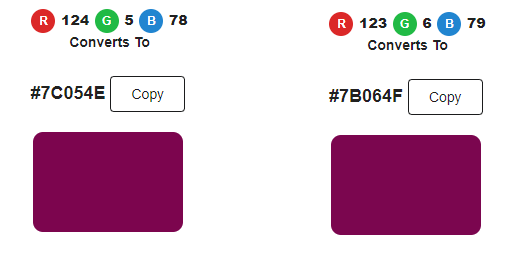 R 124 G 5 B 78
Converts To
#7C054E Copy
R 123 G 6 B 79
Converts To
#7B064F Copy